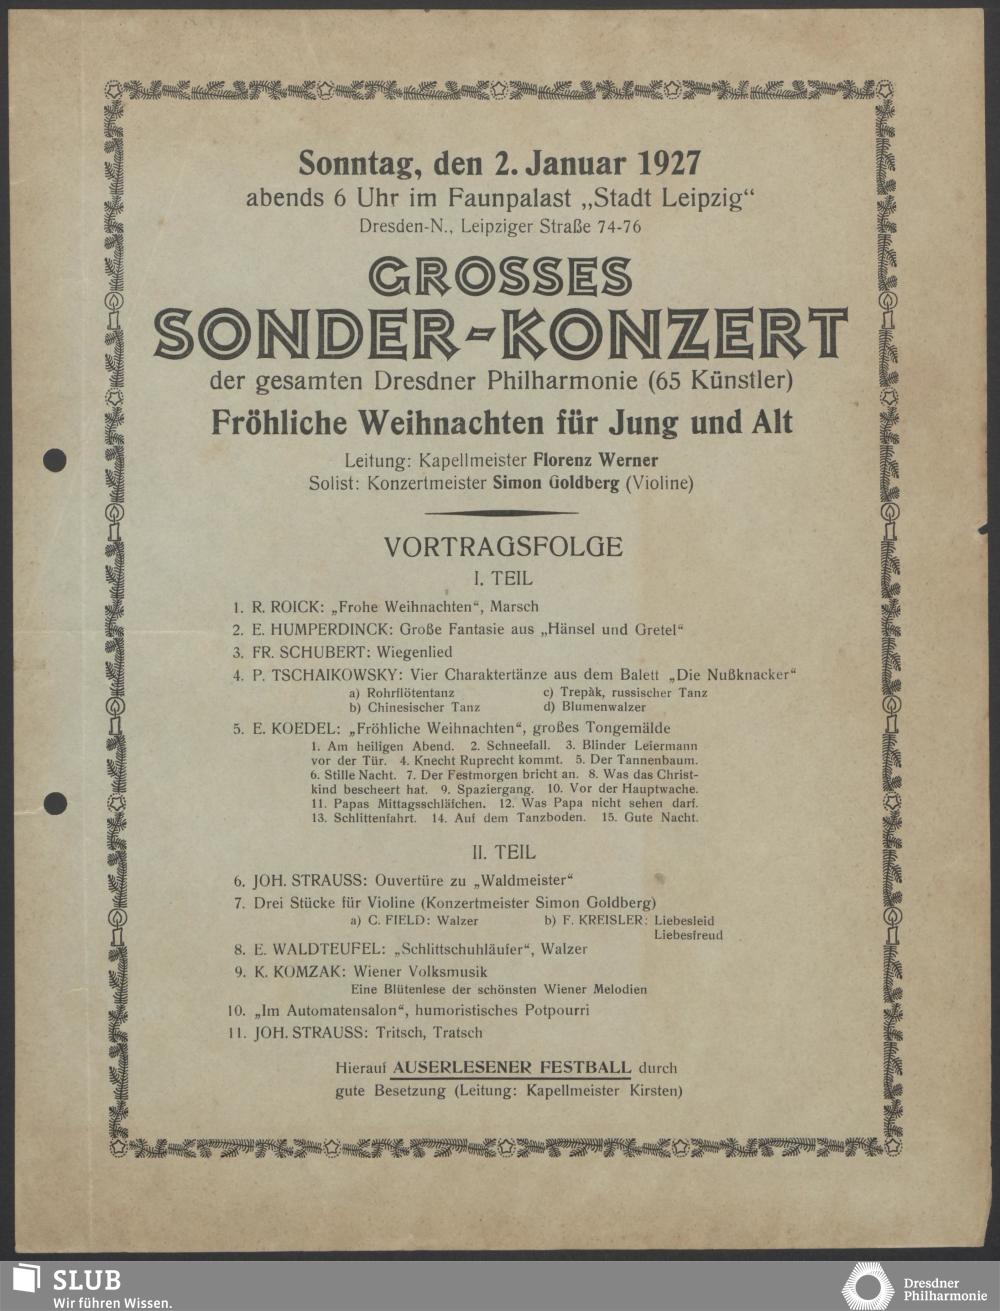 Sonntag, den 2. Januar 1927
abends 6 Uhr im Faunpalast „Stadt Leipzig“
Dresden-N., Leipziger Straße 74-76
GROSSES
SONDER-KONZERT
der gesamten Dresdner Philharmonie (65 Künstler)
Fröhliche Weihnachten für Jung und Alt
Leitung: Kapellmeister Florenz Werner
Solist: Konzertmeister Simon Goldberg (Violine)
VORTRAGSFOLGE
I. TEIL
1. R. ROICK: „Frohe Weihnachten“, Marsch
2. E. HUMPERDINCK: Große Fantasie aus „Hänsel und Gretel“
3. FR. SCHUBERT: Wiegenlied
4. P. TSCHAIKOWSKY: Vier Charaktertänze aus dem Balett „Die Nußknacker“
a) Rohrflötentanz c) Trepàk, russischer Tanz
b) Chinesischer Tanz d) Blumenwalzer
5. E. KOEDEL: „Fröhliche Weihnachten“, großes Tongemälde
1. Am heiligen Abend. 2. Schneefall. 3. Blinder Leiermann
vor der Tür. 4. Knecht Ruprecht kommt. 5. Der Tannenbaum.
6. Stille Nacht. 7. Der Festmorgen bricht an. 8. Was das Christ-
kind bescheert hat. 9. Spaziergang. 10. Vor der Hauptwache.
11. Papas Mittagsschläfchen. 12. Was Papa nicht sehen darf.
13. Schlittenfahrt. 14. Auf dem Tanzboden. 15. Gute Nacht.
II. TEIL
6. JOH. STRAUSS: Ouvertüre zu „Waldmeister“
7. Drei Stücke für Violine (Konzertmeister Simon Goldberg)
a) C. FIELD: Walzer b) F. KREISLER: Liebesleid
Liebesfreud
8. E. WALDTEUFEL: „Schlittschuhläufer“, Walzer
9. K. KOMZAK: Wiener Volksmusik
Eine Blütenlese der schönsten Wiener Melodien
10. „Im Automatensalon“, humoristisches Potpourri
11. JOH. STRAUSS: Tritsch, Tratsch
Hierauf AUSERLESENER FESTBALL durch
gute Besetzung (Leitung: Kapellmeister Kirsten)
SLUB
Wir führen Wissen.
Dresdner
Philharmonie